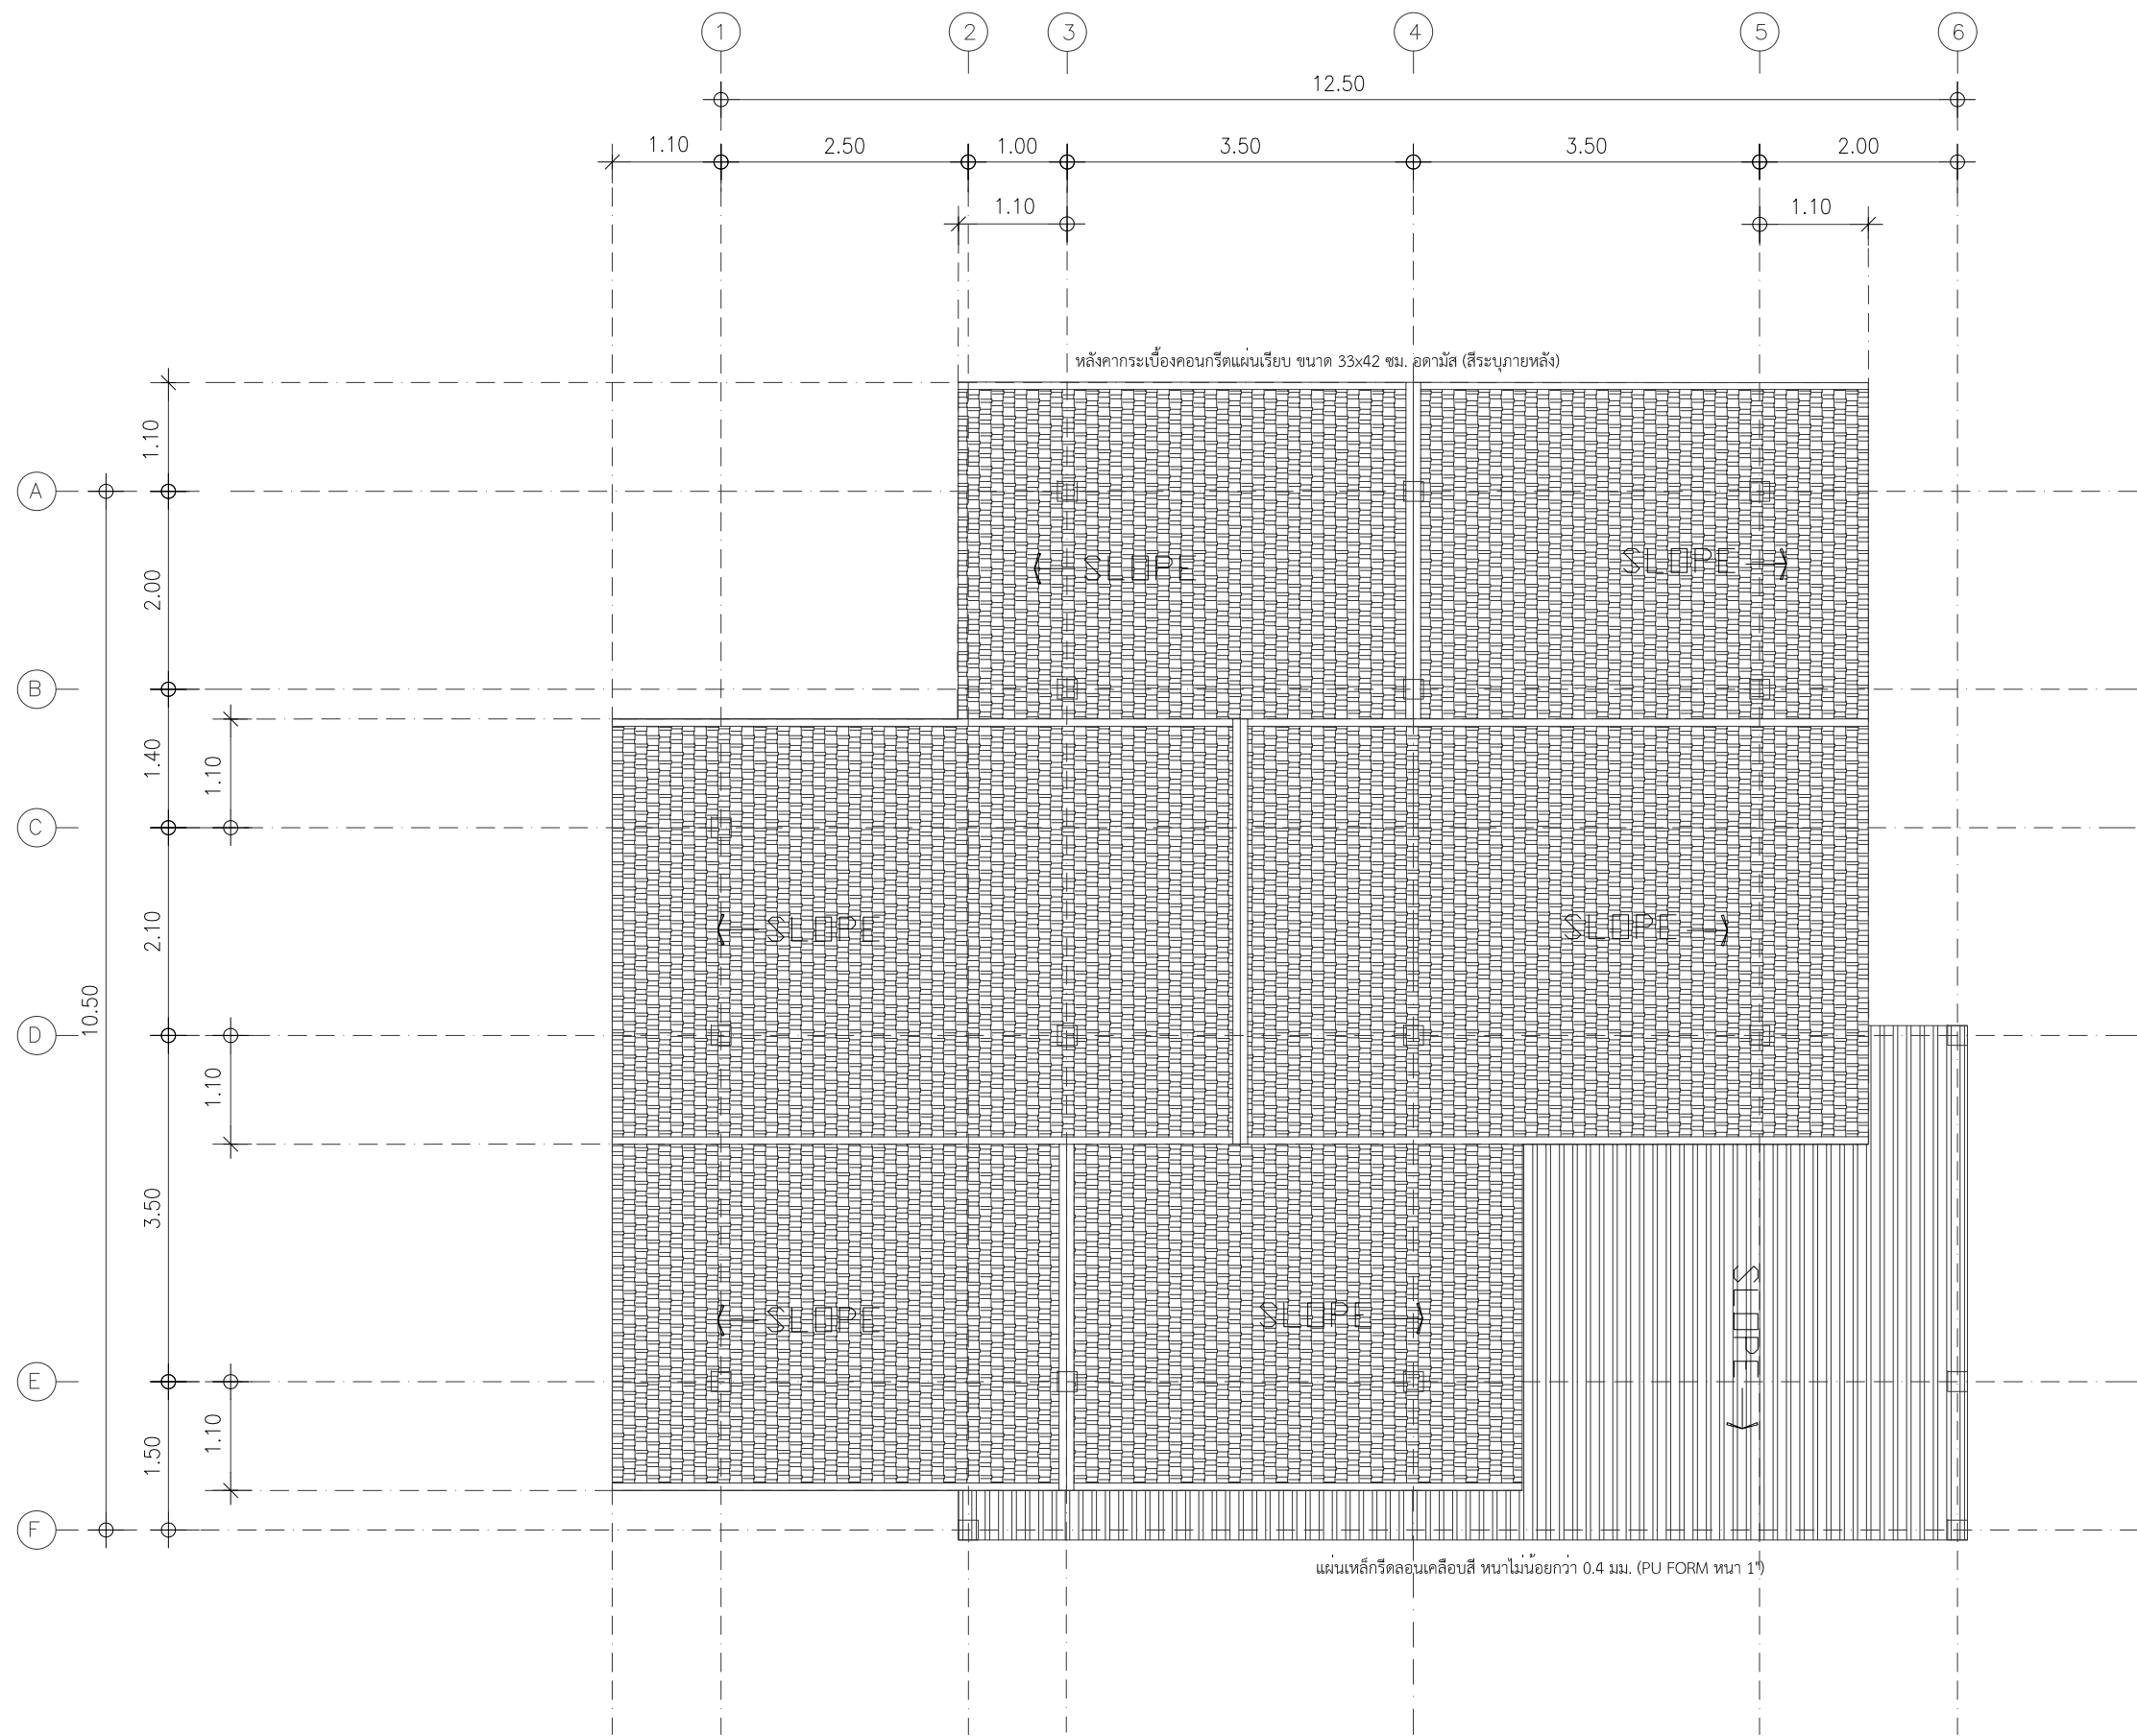 1 2 3 4 5 6
12.50
1.10 2.50 1.00 3.50 3.50 2.00
1.10 1.10
หลังคากระเบื้องคอนกรีตแผ่นเรียบ ขนาด 33x42 ซม. อดามัส (สีระบุภายหลัง)
1.10
A
SLOPE SLOPE
2.00
B
1.40
1.10
C
2.10
SLOPE SLOPE
10.50
D
1.10
3.50
SLOPE SLOPE
SLOPE
E
1.10
1.50
F
แผ่นเหล็กรีดลอนเคลือบสี หนาไม่น้อยกว่า 0.4 มม. (PU FORM หนา 1")